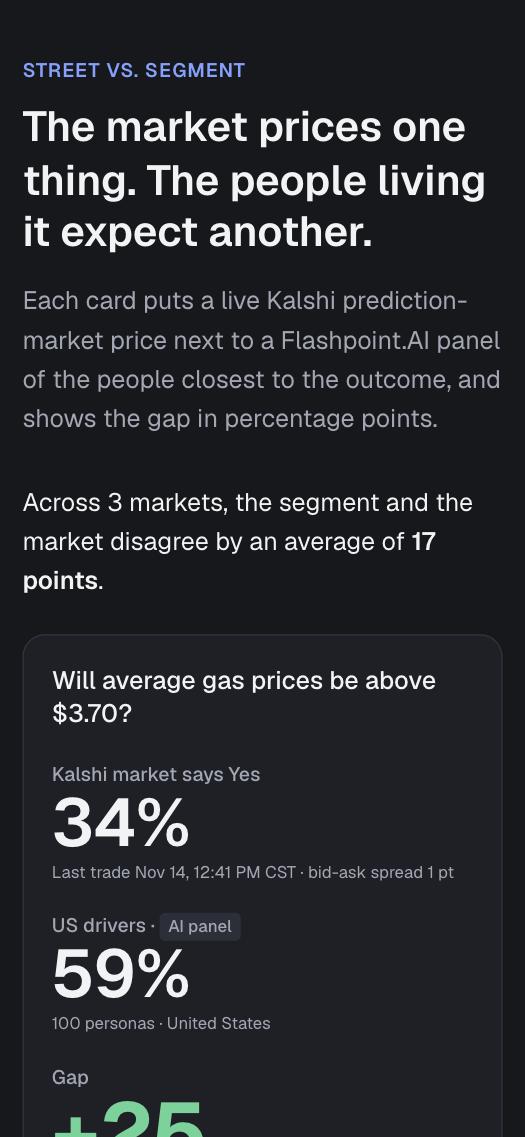 STREET VS. SEGMENT
The market prices one
thing. The people living
it expect another.
Each card puts a live Kalshi prediction-
market price next to a Flashpoint.AI panel
of the people closest to the outcome, and
shows the gap in percentage points.
Across 3 markets, the segment and the
market disagree by an average of 17
points.
Will average gas prices be above
$3.70?
Kalshi market says Yes
34%
Last trade Nov 14, 12:41 PM CST · bid-ask spread 1 pt
US drivers · AI panel
59%
100 personas · United States
Gap
+25